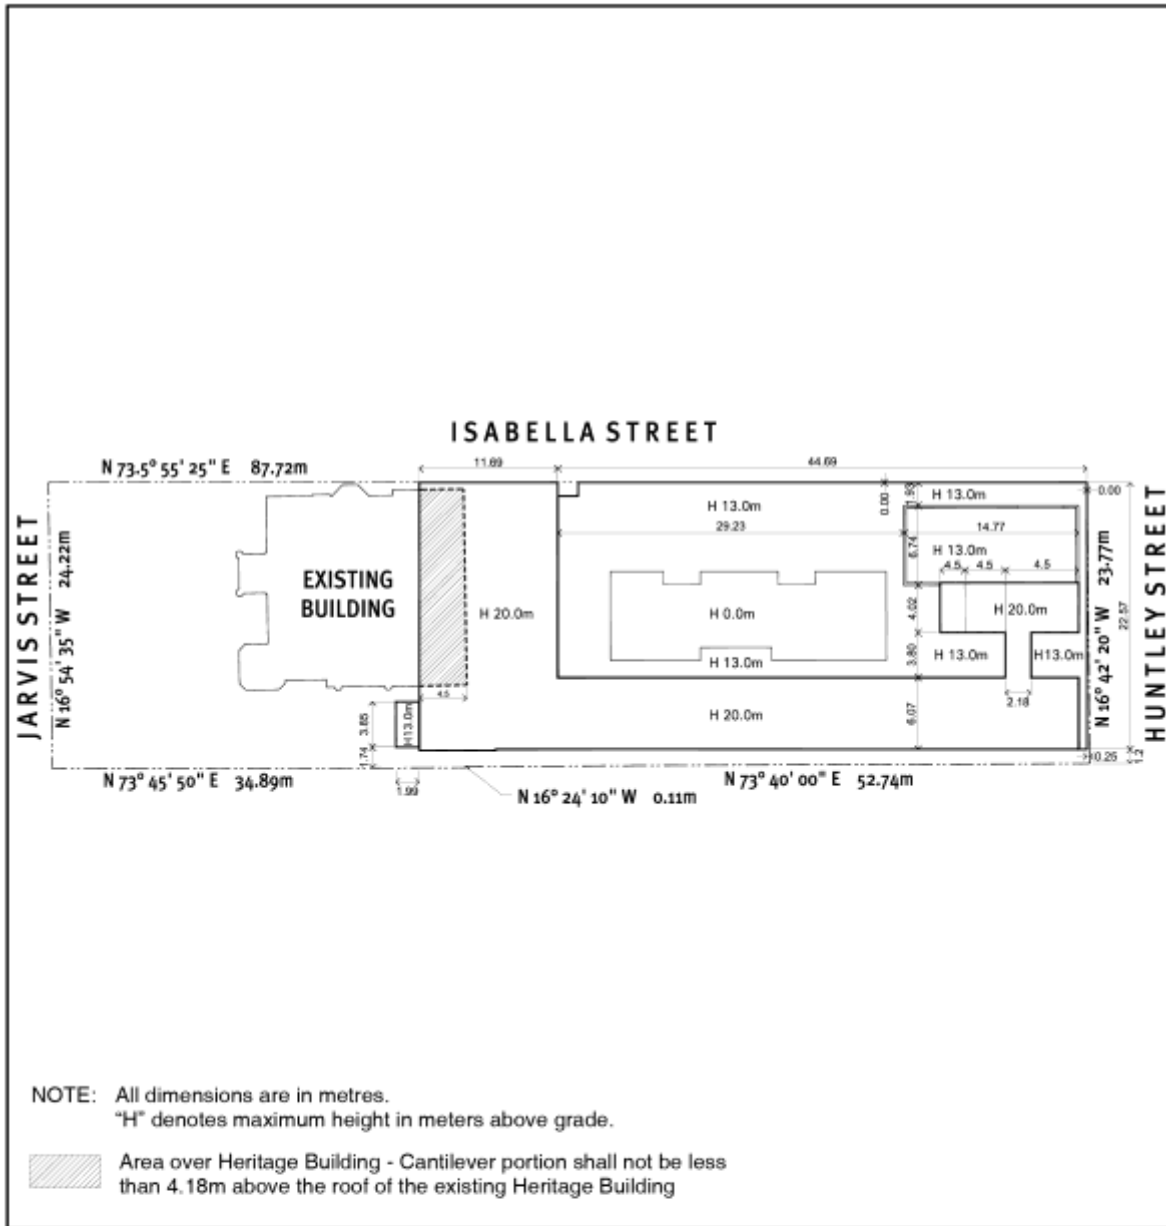 ISABELLA STREET
N 73.5° 55' 25" E 87.72m
11.69
44.69
JARVIS STREET
N 16° 54' 35" W 24.22m
EXISTING
BUILDING
H 13.0m
29.23
0.00
1.93
H 13.0m
0.00
14.77
6.74
H 13.0m
4.5
4.5
4.5
H 20.0m
H 0.0m
4.02
H 20.0m
3.80
H 13.0m
H 13.0m
H13.0m
N 16° 42' 20" W 23.77m
22.57
HUNTLEY STREET
4.5
3.85
H13.0m
H 20.0m
6.07
2.18
1.74
1.99
0.25
1.2
N 73° 45' 50" E 34.89m
N 16° 24' 10" W 0.11m
N 73° 40' 00" E 52.74m
NOTE: All dimensions are in metres.
"H" denotes maximum height in meters above grade.
Area over Heritage Building - Cantilever portion shall not be less
than 4.18m above the roof of the existing Heritage Building